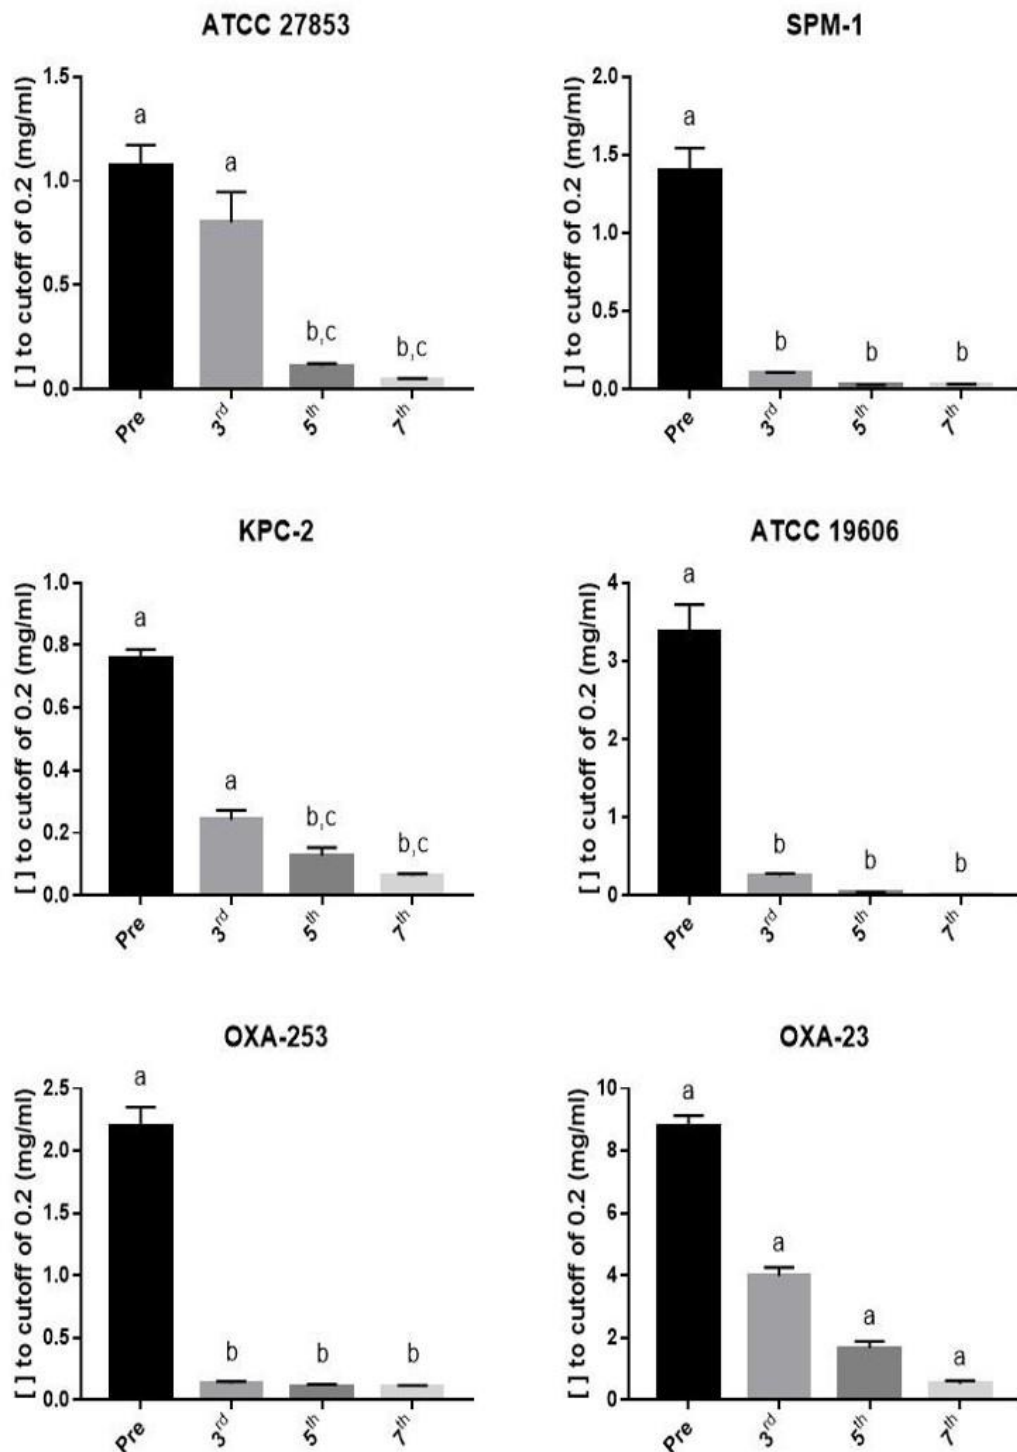 ATCC 27853
[ ] to cutoff of 0.2 (mg/ml)
1.5
1.0
0.5
0.0
a
a
b,c
b,c
Pre
3rd
5th
7th
SPM-1
[ ] to cutoff of 0.2 (mg/ml)
2.0
1.5
1.0
0.5
0.0
a
b
b
b
Pre
3rd
5th
7th
KPC-2
[ ] to cutoff of 0.2 (mg/ml)
1.0
0.8
0.6
0.4
0.2
0.0
a
a
b,c
b,c
Pre
3rd
5th
7th
ATCC 19606
[ ] to cutoff of 0.2 (mg/ml)
4
3
2
1
0
a
b
b
b
Pre
3rd
5th
7th
OXA-253
[ ] to cutoff of 0.2 (mg/ml)
2.5
2.0
1.5
1.0
0.5
0.0
a
b
b
b
Pre
3rd
5th
7th
OXA-23
[ ] to cutoff of 0.2 (mg/ml)
10
8
6
4
2
0
a
a
a
a
Pre
3rd
5th
7th